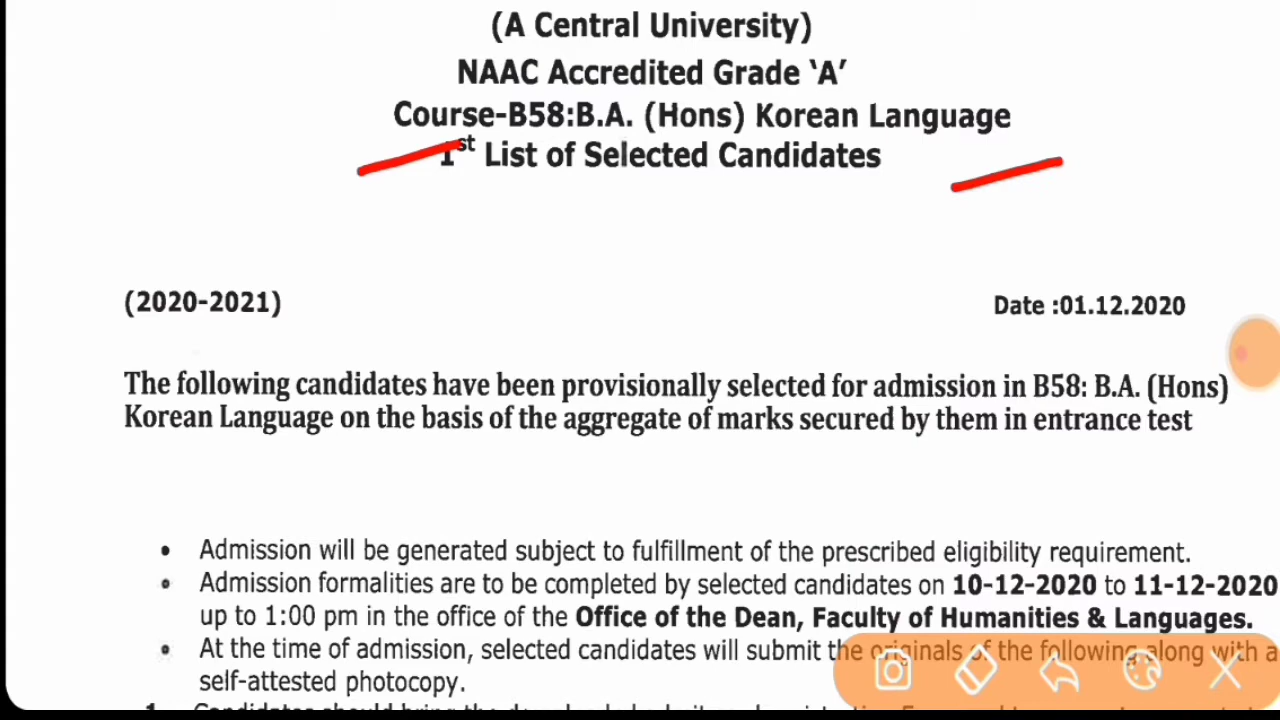 (A Central University)
NAAC Accredited Grade ‘A’
Course-B58:B.A. (Hons) Korean Language
1st List of Selected Candidates
(2020-2021)
Date :01.12.2020
The following candidates have been provisionally selected for admission in B58: B.A. (Hons)
Korean Language on the basis of the aggregate of marks secured by them in entrance test
• Admission will be generated subject to fulfillment of the prescribed eligibility requirement.
• Admission formalities are to be completed by selected candidates on 10-12-2020 to 11-12-2020
up to 1:00 pm in the office of the Office of the Dean, Faculty of Humanities & Languages.
• At the time of admission, selected candidates will submit the originals of the following along with a
self-attested photocopy.